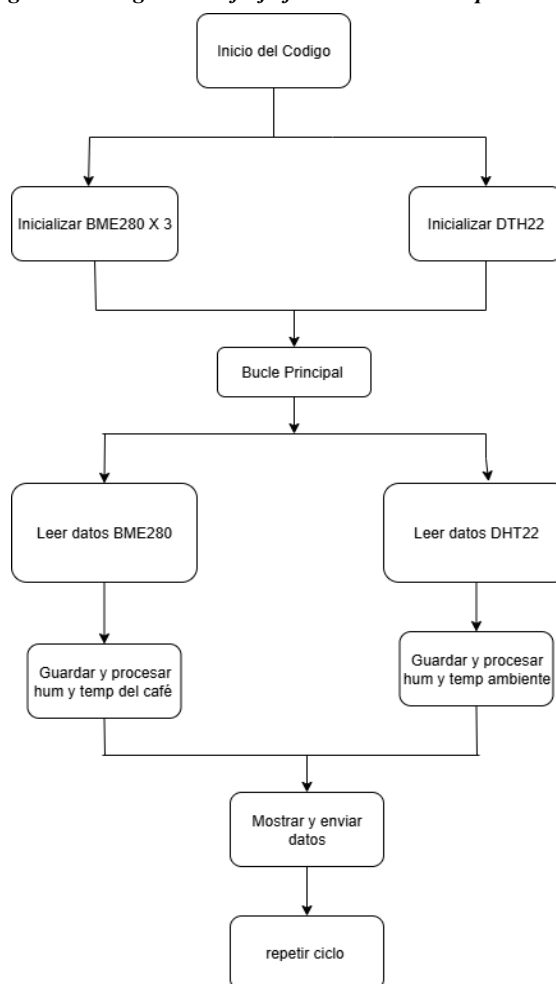 Inicio del Codigo
Inicializar BME280 X 3
Inicializar DTH22
Bucle Principal
Leer datos BME280
Leer datos DHT22
Guardar y procesar
hum y temp del café
Guardar y procesar
hum y temp ambiente
Mostrar y enviar
datos
repetir ciclo